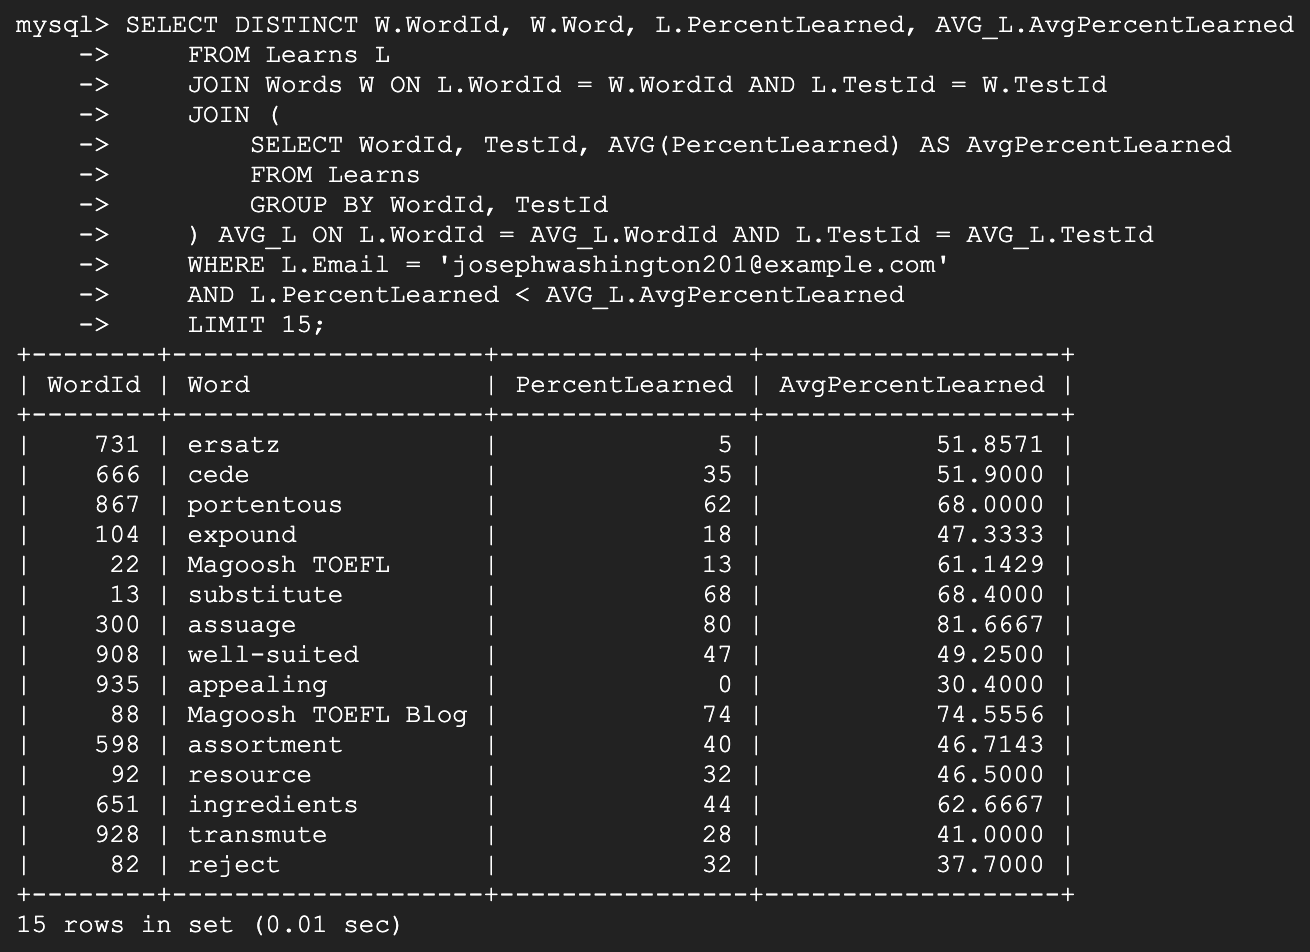 mysql> SELECT DISTINCT W.WordId, W.Word, L.PercentLearned, AVG_L.AvgPercentLearned
    ->     FROM Learns L
    ->     JOIN Words W ON L.WordId = W.WordId AND L.TestId = W.TestId
    ->     JOIN (
    ->         SELECT WordId, TestId, AVG(PercentLearned) AS AvgPercentLearned
    ->         FROM Learns
    ->         GROUP BY WordId, TestId
    ->     ) AVG_L ON L.WordId = AVG_L.WordId AND L.TestId = AVG_L.TestId
    ->     WHERE L.Email = 'josephwashington201@example.com'
    ->     AND L.PercentLearned < AVG_L.AvgPercentLearned
    ->     LIMIT 15;
+--------+--------------------+----------------+-------------------+
| WordId | Word               | PercentLearned | AvgPercentLearned |
+--------+--------------------+----------------+-------------------+
|    731 | ersatz             |              5 |           51.8571 |
|    666 | cede               |             35 |           51.9000 |
|    867 | portentous         |             62 |           68.0000 |
|    104 | expound            |             18 |           47.3333 |
|     22 | Magoosh TOEFL      |             13 |           61.1429 |
|     13 | substitute         |             68 |           68.4000 |
|    300 | assuage            |             80 |           81.6667 |
|    908 | well-suited        |             47 |           49.2500 |
|    935 | appealing          |              0 |           30.4000 |
|     88 | Magoosh TOEFL Blog |             74 |           74.5556 |
|    598 | assortment         |             40 |           46.7143 |
|     92 | resource           |             32 |           46.5000 |
|    651 | ingredients        |             44 |           62.6667 |
|    928 | transmute          |             28 |           41.0000 |
|     82 | reject             |             32 |           37.7000 |
+--------+--------------------+----------------+-------------------+
15 rows in set (0.01 sec)